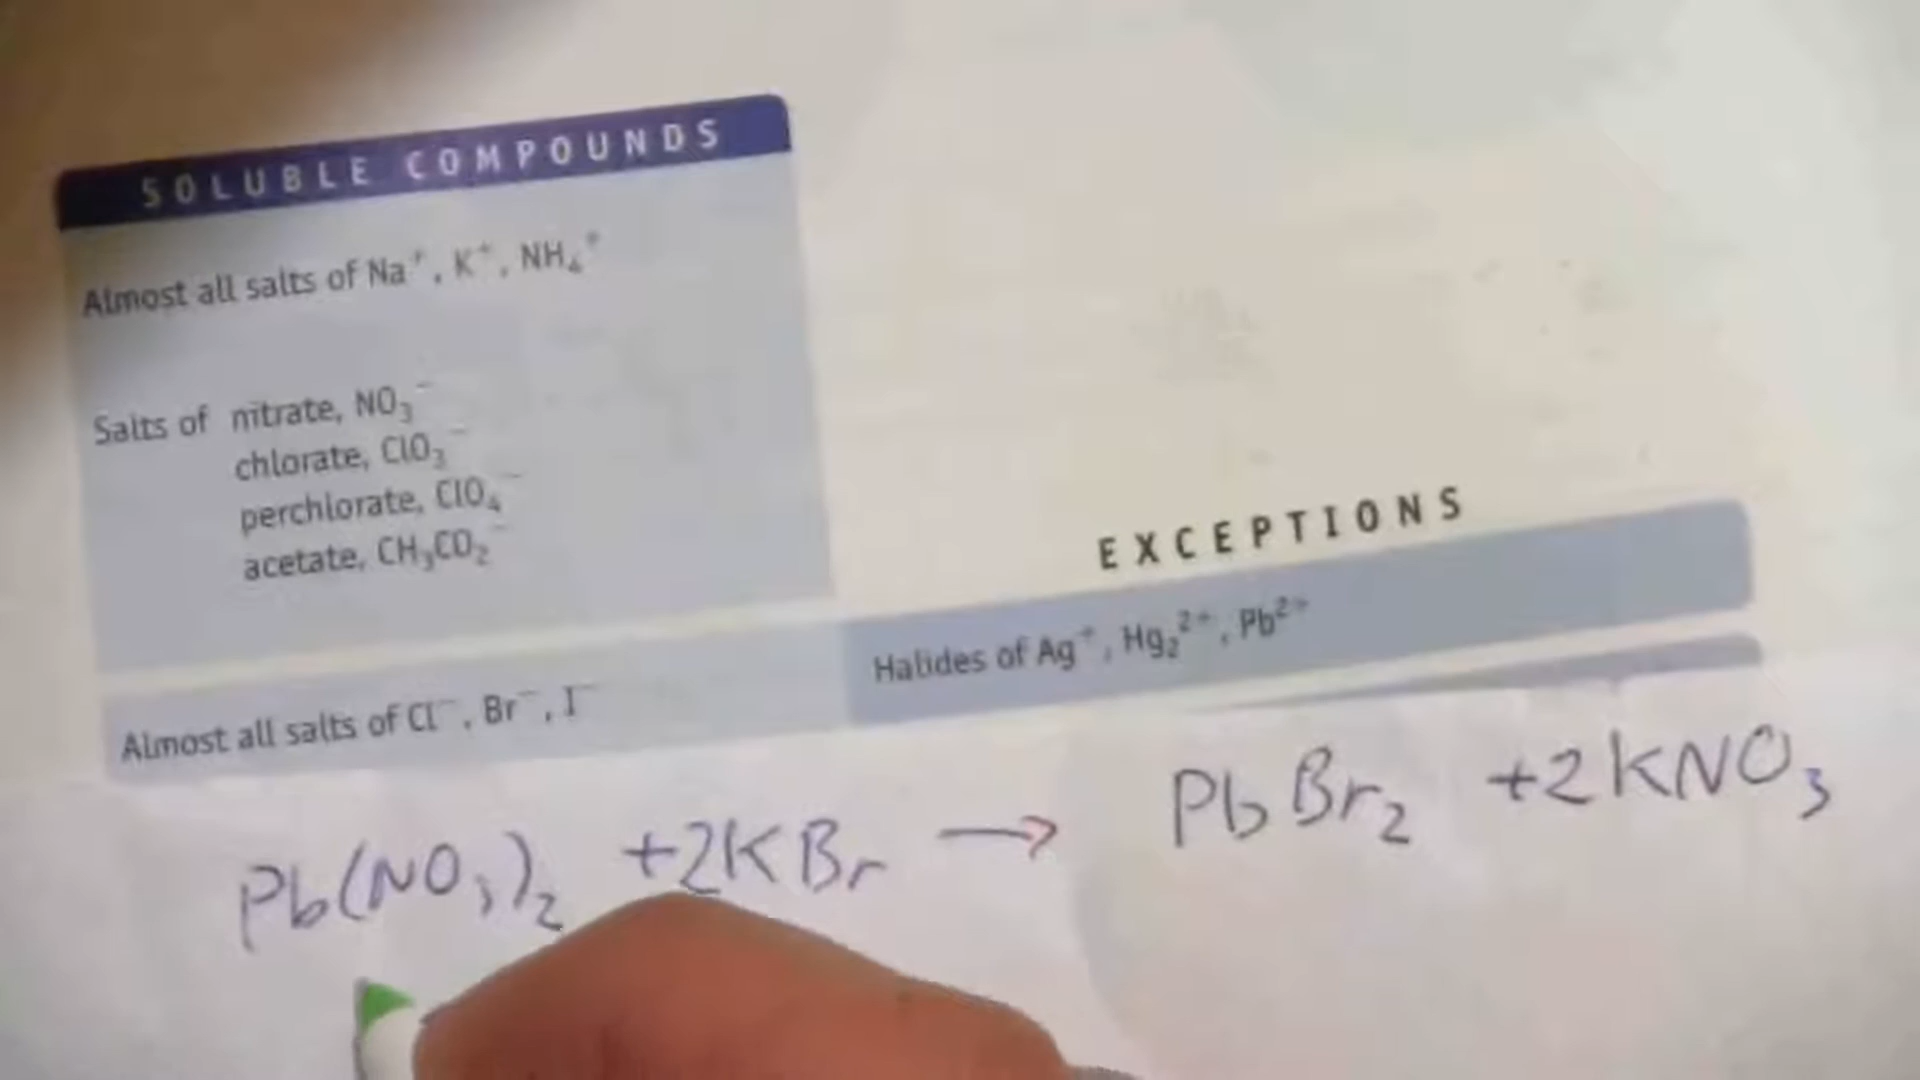 SOLUBLE COMPOUNDS
Almost all salts of Na⁺, K⁺, NH₄⁺
Salts of nitrate, NO₃⁻
chlorate, ClO₃⁻
perchlorate, ClO₄⁻
acetate, CH₃CO₂⁻
EXCEPTIONS
Almost all salts of Cl⁻, Br⁻, I⁻ Halides of Ag⁺, Hg₂²⁺, Pb²⁺
Pb(NO₃)₂ +2KBr → PbBr₂ +2KNO₃